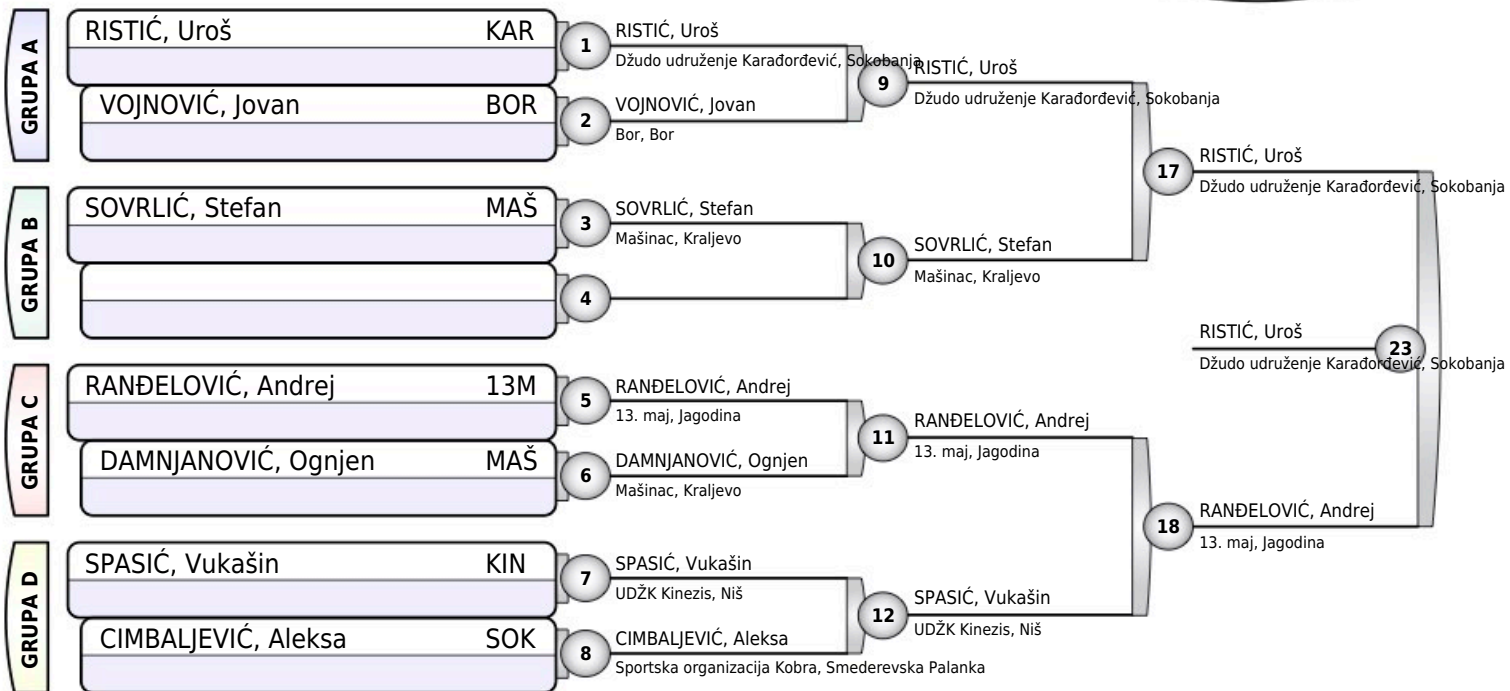 GRUPA A
RISTIĆ, Uroš KAR
VOJNOVIĆ, Jovan BOR
1
RISTIĆ, Uroš
Džudo udruženje Karađorđević, Sokobanja
2
VOJNOVIĆ, Jovan
Bor, Bor
9
RISTIĆ, Uroš
Džudo udruženje Karađorđević, Sokobanja
GRUPA B
SOVRLIĆ, Stefan MAŠ
3
SOVRLIĆ, Stefan
Mašinac, Kraljevo
4
10
SOVRLIĆ, Stefan
Mašinac, Kraljevo
17
RISTIĆ, Uroš
Džudo udruženje Karađorđević, Sokobanja
GRUPA C
RANĐELOVIĆ, Andrej 13M
DAMNJANOVIĆ, Ognjen MAŠ
5
RANĐELOVIĆ, Andrej
13. maj, Jagodina
6
DAMNJANOVIĆ, Ognjen
Mašinac, Kraljevo
11
RANĐELOVIĆ, Andrej
13. maj, Jagodina
GRUPA D
SPASIĆ, Vukašin KIN
CIMBALJEVIĆ, Aleksa SOK
7
SPASIĆ, Vukašin
UDŽK Kinezis, Niš
8
CIMBALJEVIĆ, Aleksa
Sportska organizacija Kobra, Smederevska Palanka
12
SPASIĆ, Vukašin
UDŽK Kinezis, Niš
18
RANĐELOVIĆ, Andrej
13. maj, Jagodina
RISTIĆ, Uroš
23
Džudo udruženje Karađorđević, Sokobanja